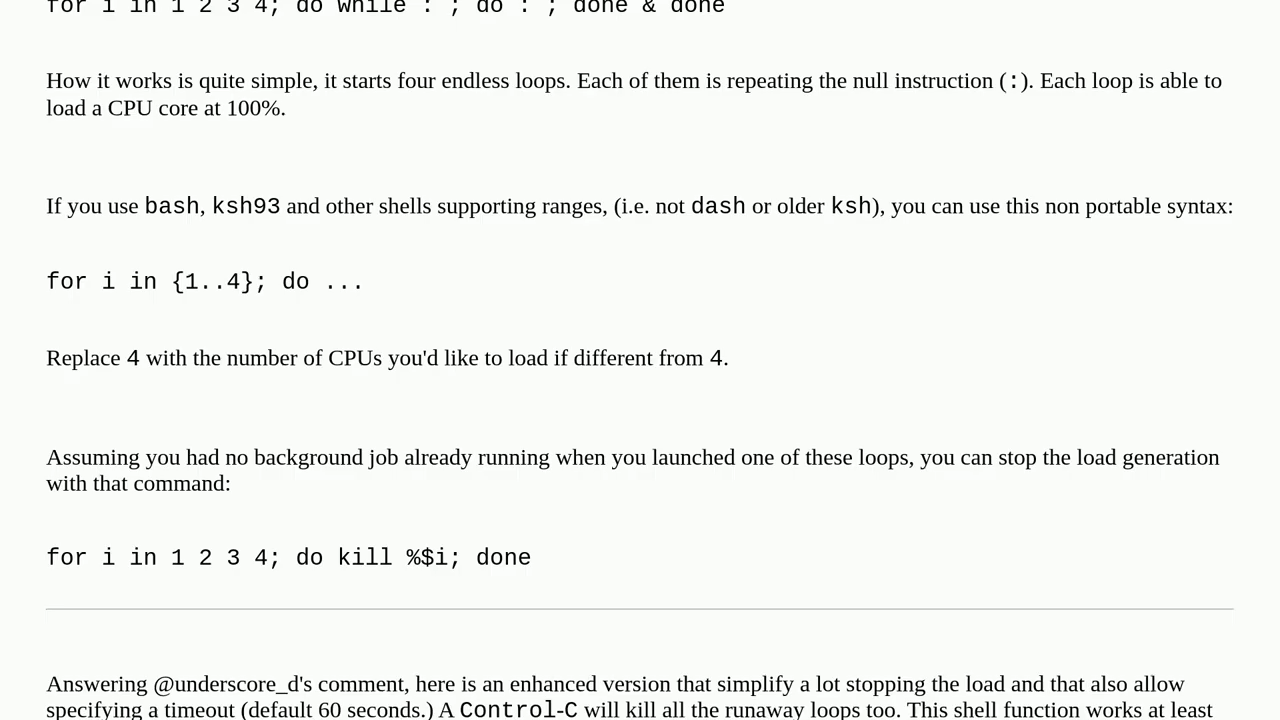 for i in 1 2 3 4; do while : ; do : ; done & done
How it works is quite simple, it starts four endless loops. Each of them is repeating the null instruction (:). Each loop is able to
load a CPU core at 100%.
If you use bash, ksh93 and other shells supporting ranges, (i.e. not dash or older ksh), you can use this non portable syntax:
for i in {1..4}; do ...
Replace 4 with the number of CPUs you'd like to load if different from 4.
Assuming you had no background job already running when you launched one of these loops, you can stop the load generation
with that command:
for i in 1 2 3 4; do kill %$i; done
Answering @underscore_d's comment, here is an enhanced version that simplify a lot stopping the load and that also allow
specifying a timeout (default 60 seconds.) A Control-C will kill all the runaway loops too. This shell function works at least